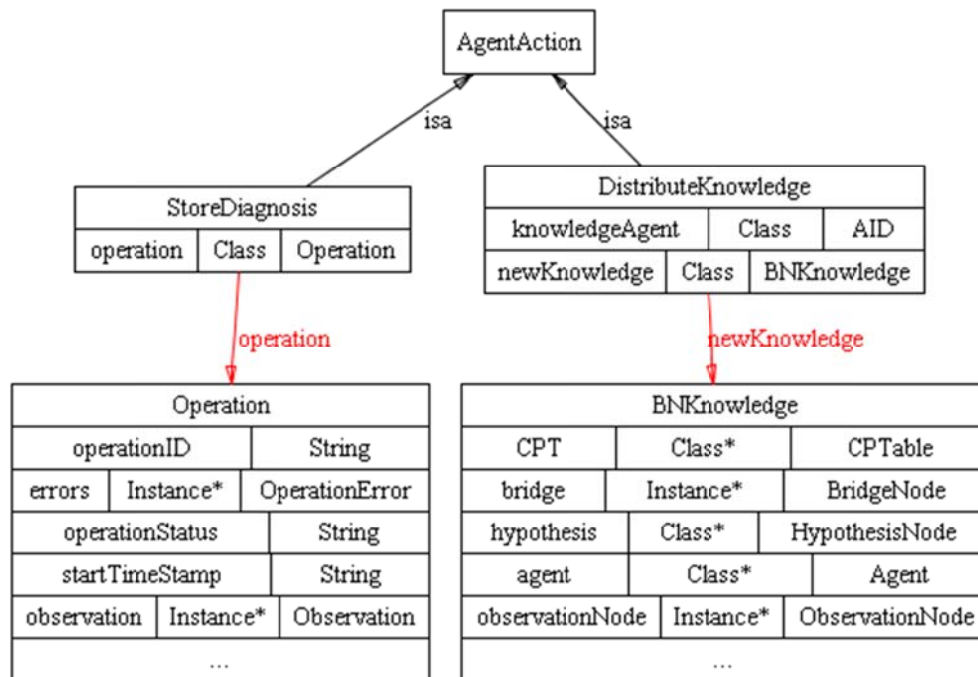 AgentAction
isa
isa
StoreDiagnosis
operation Class Operation
DistributeKnowledge
knowledgeAgent Class AID
newKnowledge Class BNKnowledge
operation
newKnowledge
Operation
operationID String
errors Instance* OperationError
operationStatus String
startTimeStamp String
observation Instance* Observation
...
BNKnowledge
CPT Class* CPTable
bridge Instance* BridgeNode
hypothesis Class* HypothesisNode
agent Class* Agent
observationNode Instance* ObservationNode
...